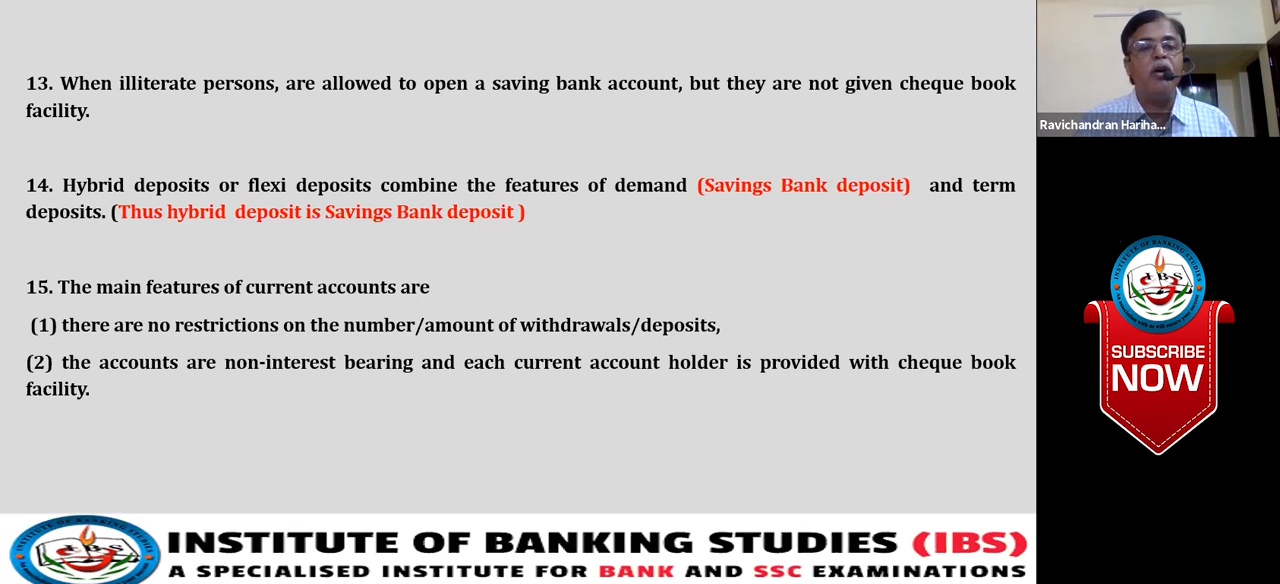 13. When illiterate persons, are allowed to open a saving bank account, but they are not given cheque book
facility.
14. Hybrid deposits or flexi deposits combine the features of demand (Savings Bank deposit) and term
deposits. (Thus hybrid deposit is Savings Bank deposit )
15. The main features of current accounts are
(1) there are no restrictions on the number/amount of withdrawals/deposits,
(2) the accounts are non-interest bearing and each current account holder is provided with cheque book
facility.
Ravichandran Hariha...
INSTITUTE OF BANKING STUDIES
IBS
SUBSCRIBE
NOW
INSTITUTE OF BANKING STUDIES (IBS)
A SPECIALISED INSTITUTE FOR BANK AND SSC EXAMINATIONS